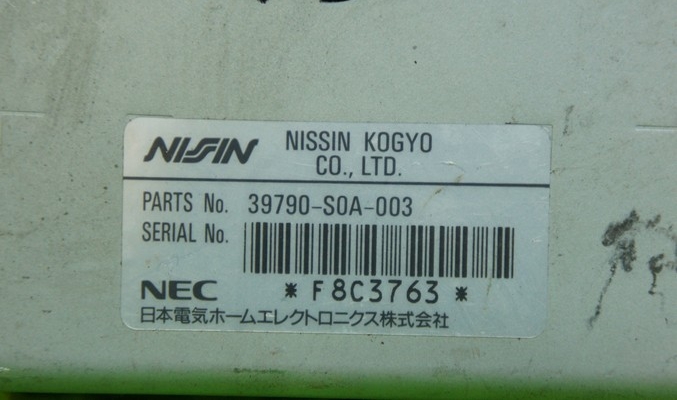 NISSIN NISSIN KOGYO
CO., LTD.
PARTS No. 39790-S0A-003
SERIAL No.
NEC *F8C3763*
日本電気ホームエレクトロニクス株式会社